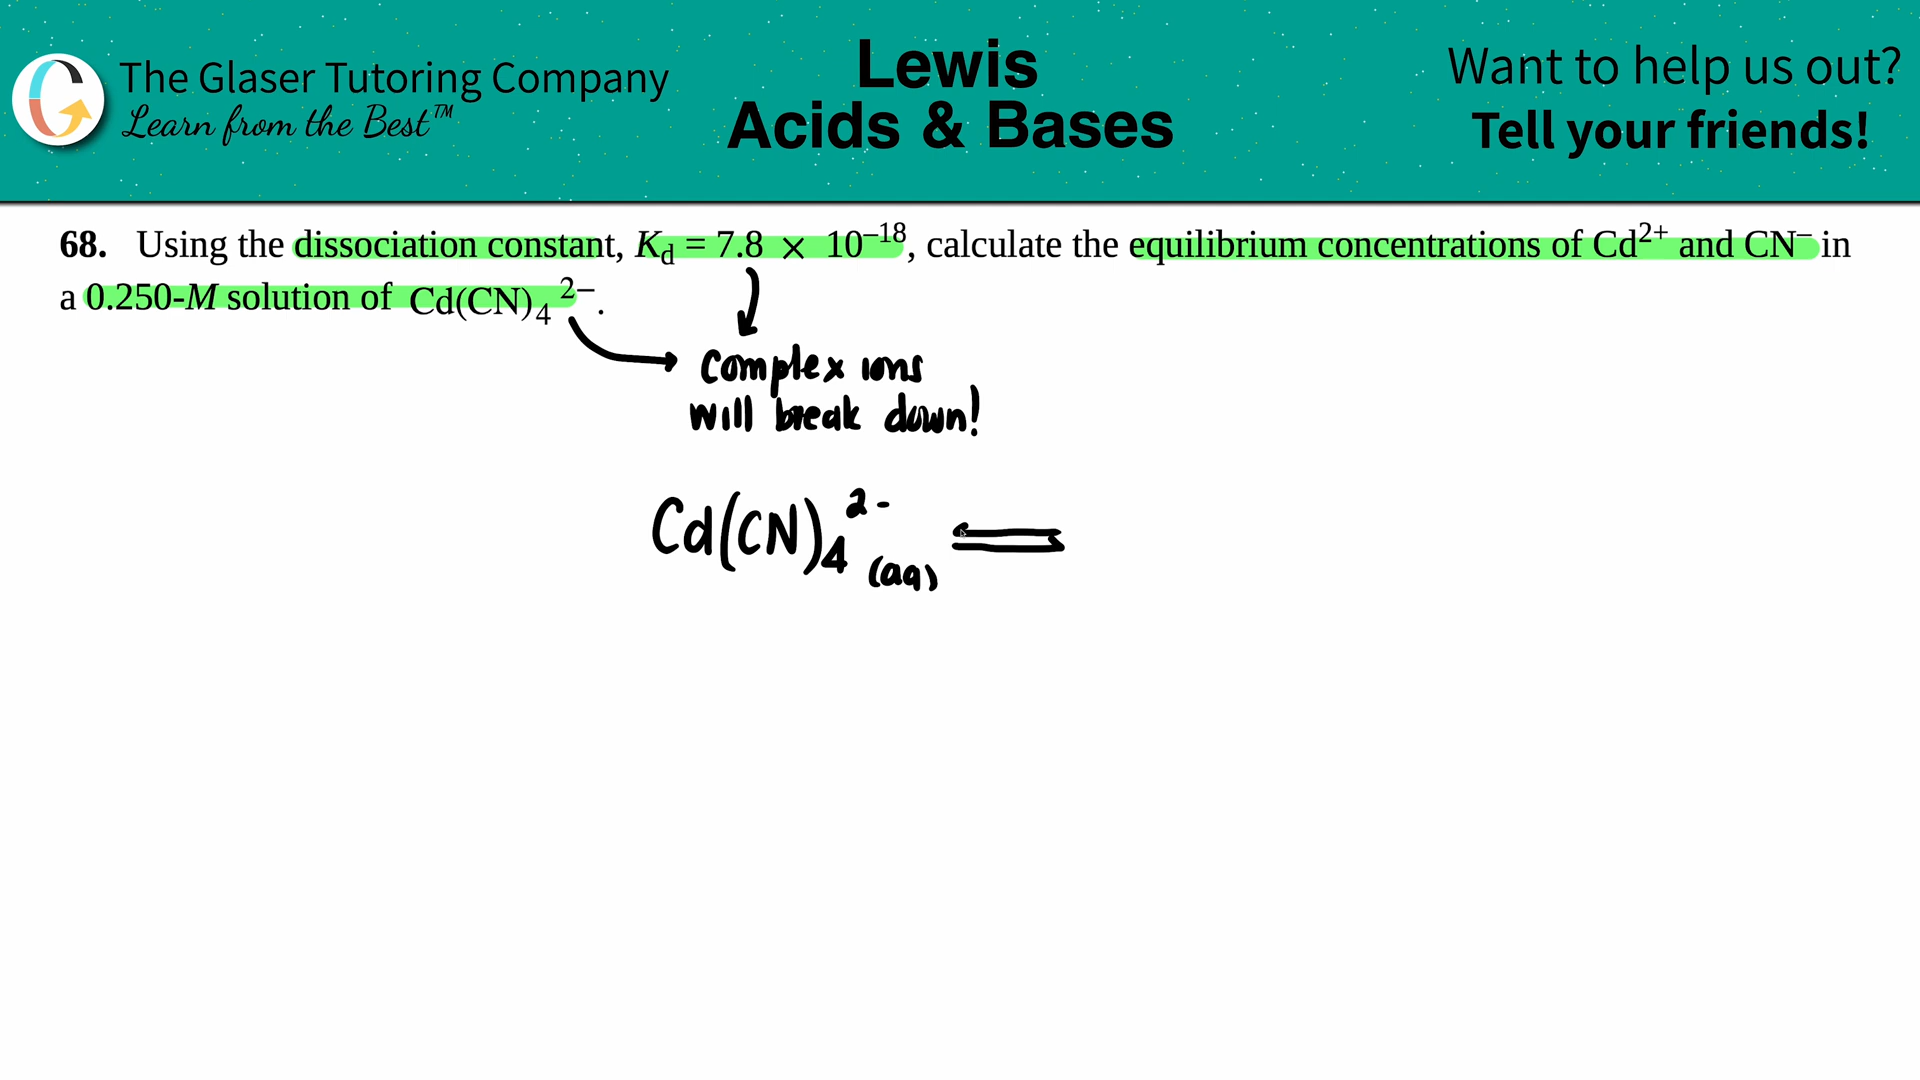 The Glaser Tutoring Company
Learn from the Best™
Lewis
Acids & Bases
Want to help us out?
Tell your friends!
68. Using the dissociation constant, K_d = 7.8 × 10⁻¹⁸, calculate the equilibrium concentrations of Cd²⁺ and CN⁻ in
a 0.250-M solution of Cd(CN)₄²⁻.
Complex ions
will break down!
Cd(CN)₄²⁻ (aq) ⇌